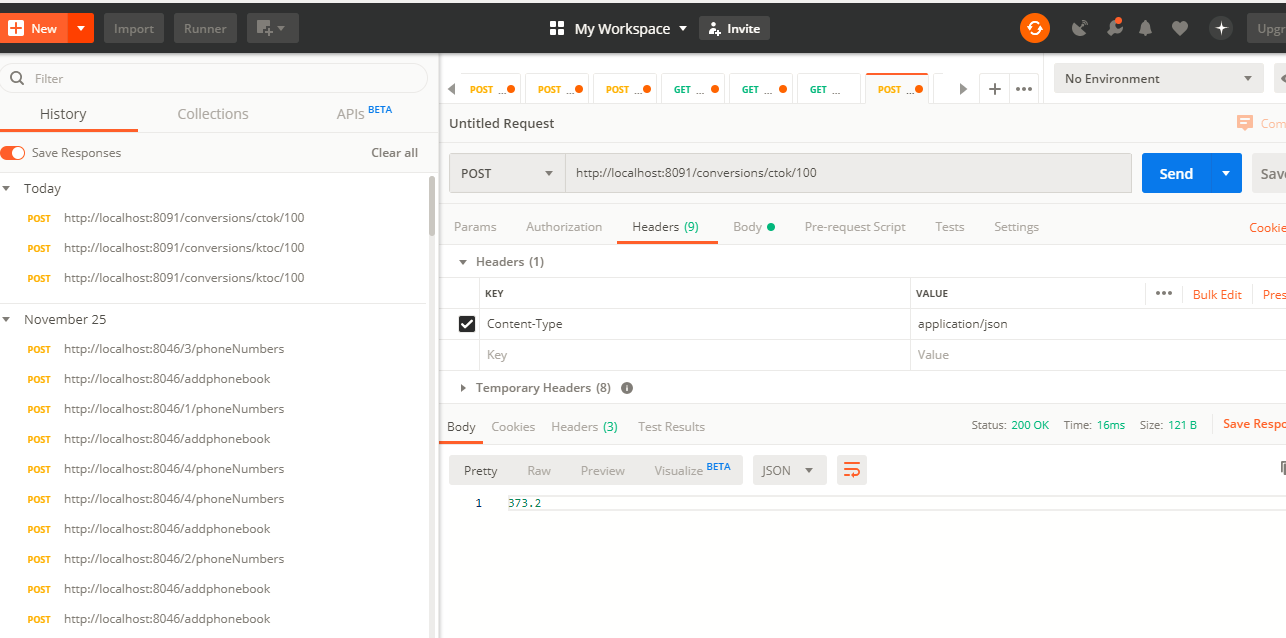 New Import Runner My Workspace Invite Upgr
Filter
History Collections APIs BETA
Save Responses Clear all
Today
POST http://localhost:8091/conversions/ctok/100
POST http://localhost:8091/conversions/ktoc/100
POST http://localhost:8091/conversions/ktoc/100
November 25
POST http://localhost:8046/3/phoneNumbers
POST http://localhost:8046/addphonebook
POST http://localhost:8046/1/phoneNumbers
POST http://localhost:8046/addphonebook
POST http://localhost:8046/4/phoneNumbers
POST http://localhost:8046/4/phoneNumbers
POST http://localhost:8046/addphonebook
POST http://localhost:8046/2/phoneNumbers
POST http://localhost:8046/addphonebook
POST http://localhost:8046/addphonebook
POST ... POST ... POST ... GET ... GET ... GET ... POST ... No Environment
Untitled Request Com
POST http://localhost:8091/conversions/ctok/100 Send Save
Params Authorization Headers (9) Body Pre-request Script Tests Settings Cookie
Headers (1)
KEY VALUE ••• Bulk Edit Pres
Content-Type application/json
Key Value
Temporary Headers (8)
Body Cookies Headers (3) Test Results Status: 200 OK Time: 16ms Size: 121 B Save Respo
Pretty Raw Preview Visualize BETA JSON
1 373.2